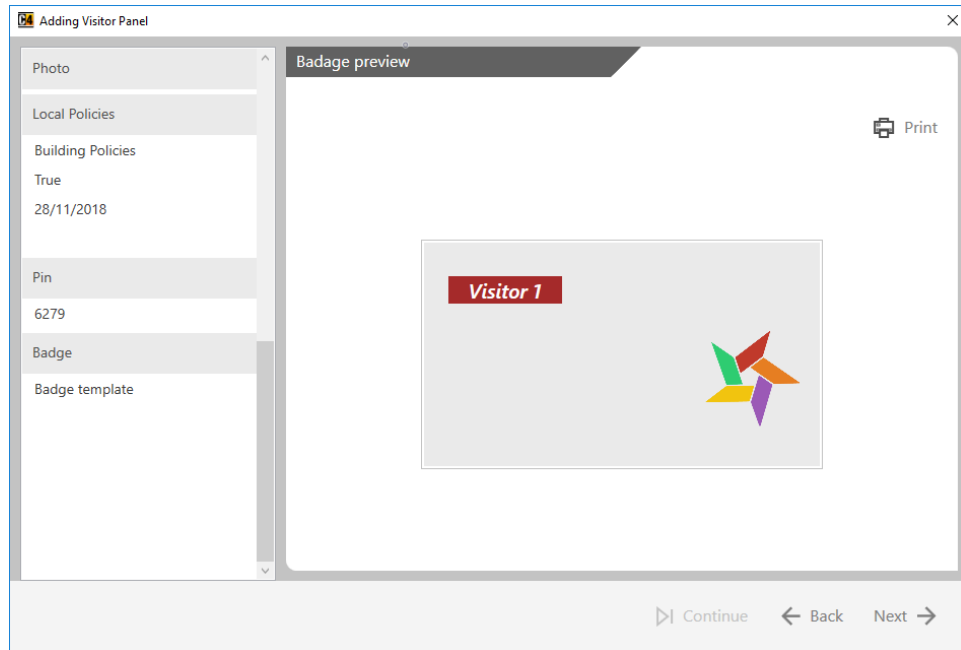 C4 Adding Visitor Panel
Photo
Local Policies
Building Policies
True
28/11/2018
Pin
6279
Badge
Badge template
Badage preview
Print
Visitor 1
Continue
Back
Next